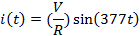 i(t) = (V/R) sin(377t)